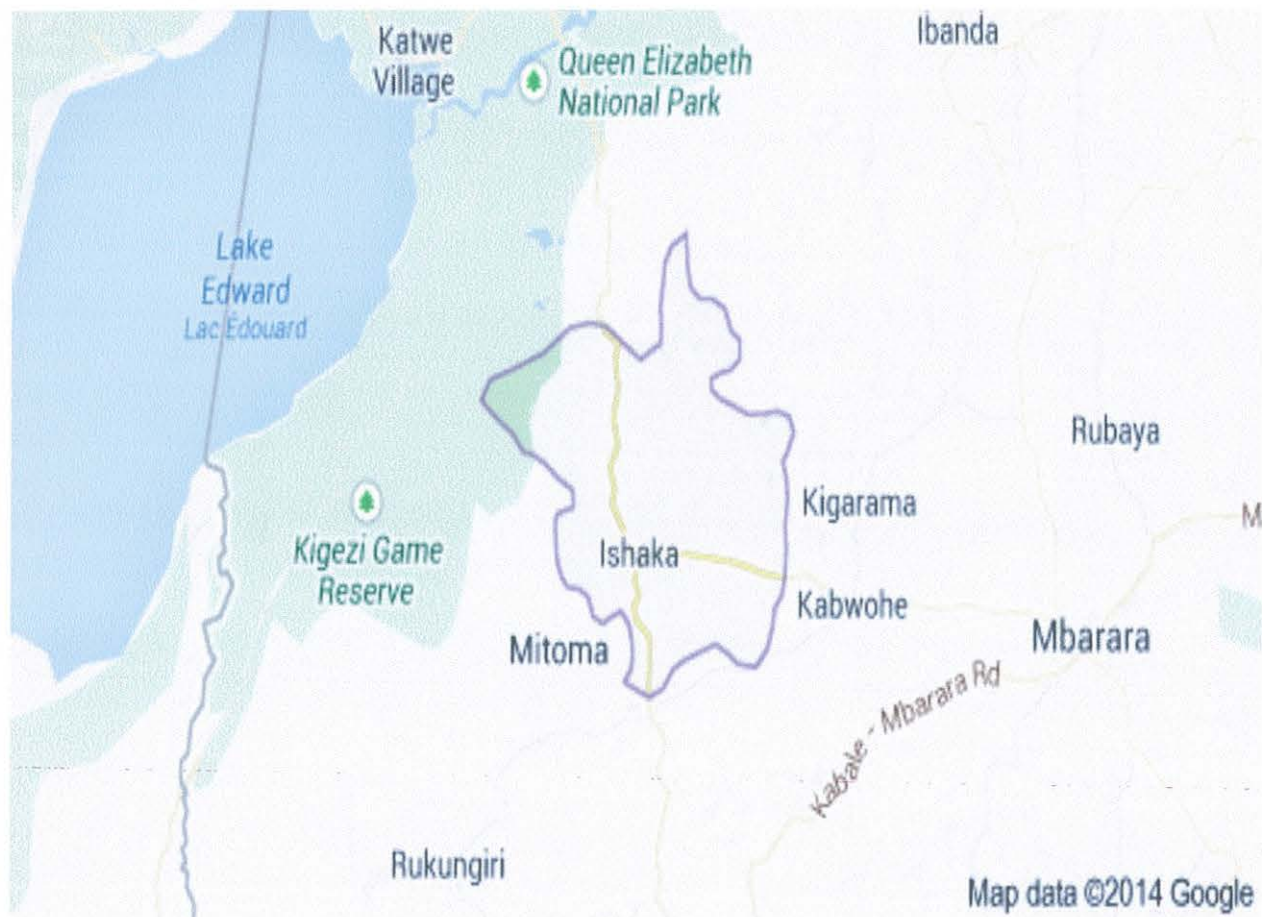 Katwe
Village
Queen Elizabeth
National Park
Ibanda
Lake
Edward
Lac Édouard
Rubaya
Kigarama
Kigezi Game
Reserve
Ishaka
Kabwohe
Mitoma
Mbarara
M
Kabale - Mbarara Rd
Rukungiri
Map data ©2014 Google